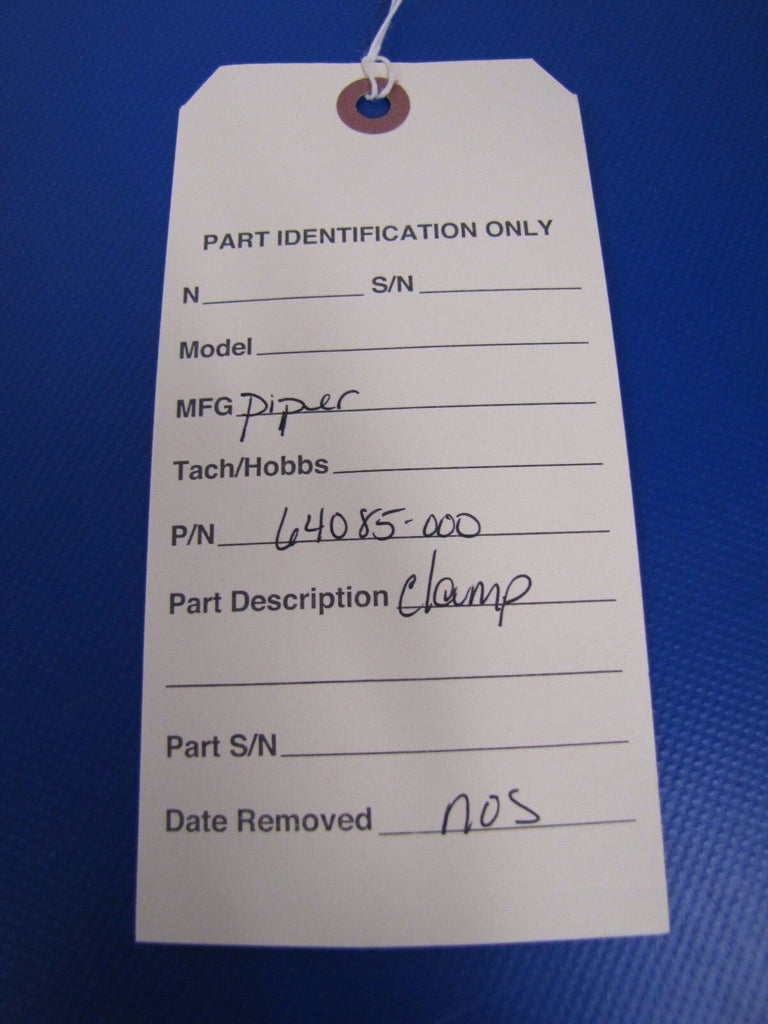 PART IDENTIFICATION ONLY
N S/N
Model
MFG Piper
Tach/Hobbs
P/N 64085-000
Part Description Clamp
Part S/N
Date Removed NOS